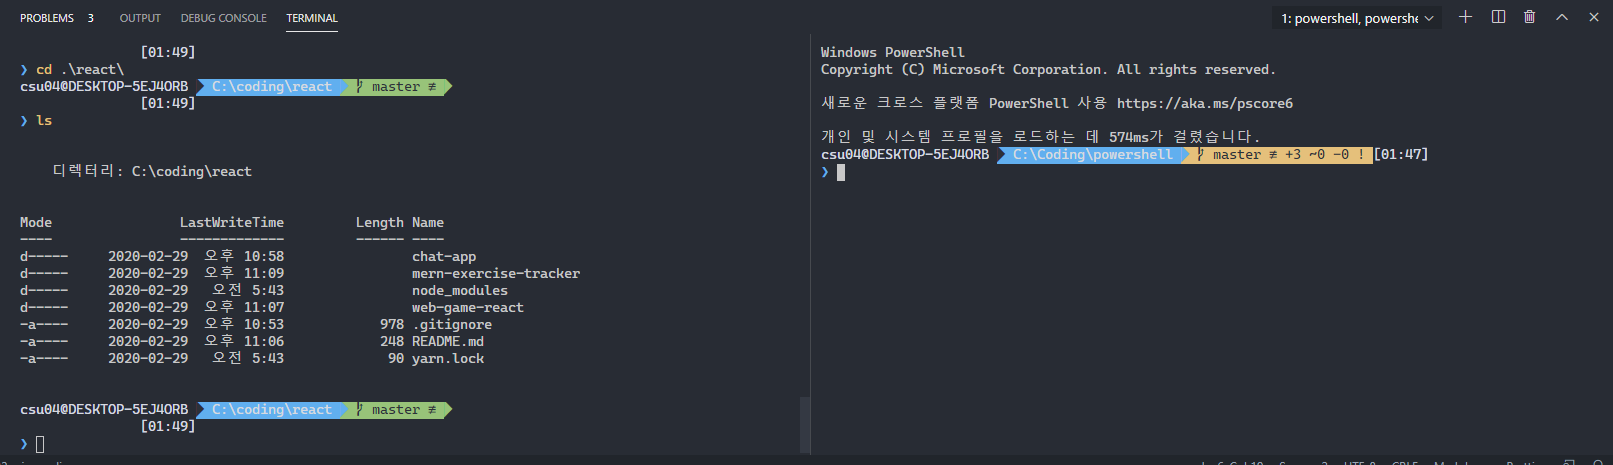 PROBLEMS 3 OUTPUT DEBUG CONSOLE TERMINAL
1: powershell, powershe
[01:49]
❯ cd .\react\
csu04@DESKTOP-5EJ4ORB C:\coding\react master ≢
[01:49]
❯ ls
디렉터리: C:\coding\react
Mode LastWriteTime Length Name
---- ------------- ------ ----
d----- 2020-02-29 오후 10:58 chat-app
d----- 2020-02-29 오후 11:09 mern-exercise-tracker
d----- 2020-02-29 오전 5:43 node_modules
d----- 2020-02-29 오후 11:07 web-game-react
-a---- 2020-02-29 오후 10:53 978 .gitignore
-a---- 2020-02-29 오후 11:06 248 README.md
-a---- 2020-02-29 오전 5:43 90 yarn.lock
csu04@DESKTOP-5EJ4ORB C:\coding\react master ≢
[01:49]
❯
Windows PowerShell
Copyright (C) Microsoft Corporation. All rights reserved.
새로운 크로스 플랫폼 PowerShell 사용 https://aka.ms/pscore6
개인 및 시스템 프로필을 로드하는 데 574ms가 걸렸습니다.
csu04@DESKTOP-5EJ4ORB C:\Coding\powershell master ≢ +3 ~0 -0 ! [01:47]
❯